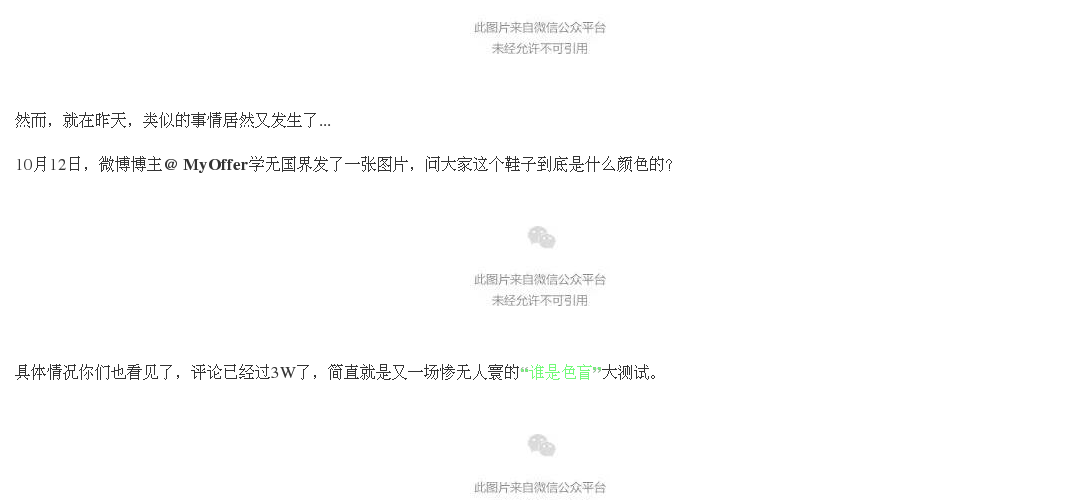 此图片来自微信公众平台
未经允许不可引用
然而，就在昨天，类似的事情居然又发生了...
10月12日，微博博主@ MyOffer学无国界发了一张图片，问大家这个鞋子到底是什么颜色的？
此图片来自微信公众平台
未经允许不可引用
具体情况你们也看见了，评论已经过3W了，简直就是又一场惨无人寰的“谁是色盲”大测试。
此图片来自微信公众平台